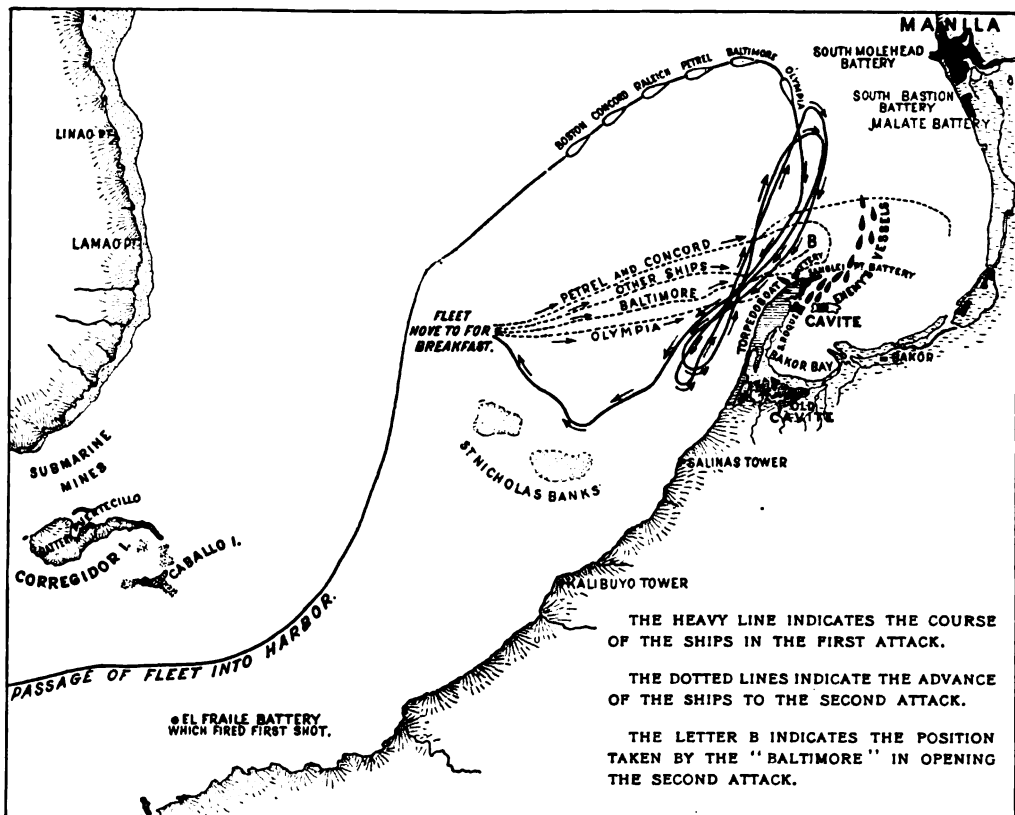 MANILLA
SOUTH MOLEHEAD
BATTERY
SOUTH BASTION
BATTERY
MALATE BATTERY
BOSTON CONCORD RALEICH PETREL BALTIMORE OLYMPIA
LINAO PT.
LAMAO PT.
PETREL AND CONCORD
OTHER SHIPS
BALTIMORE
OLYMPIA
B
ENEMY'S VESSELS
BATTERY
TORPEDO BOAT
CAVITE
BAKOR BAY
BAKOR
OLD
CAVITE
FLEET
MOVE TO FOR
BREAKFAST.
ST NICHOLAS BANKS
SALINAS TOWER
SUBMARINE
MINES
BATTERY
CORREGIDOR I.
CABALLO I.
KALIBUYO TOWER
PASSAGE OF FLEET INTO HARBOR.
EL FRAILE BATTERY
WHICH FIRED FIRST SHOT.
THE HEAVY LINE INDICATES THE COURSE
OF THE SHIPS IN THE FIRST ATTACK.
THE DOTTED LINES INDICATE THE ADVANCE
OF THE SHIPS TO THE SECOND ATTACK.
THE LETTER B INDICATES THE POSITION
TAKEN BY THE "BALTIMORE" IN OPENING
THE SECOND ATTACK.